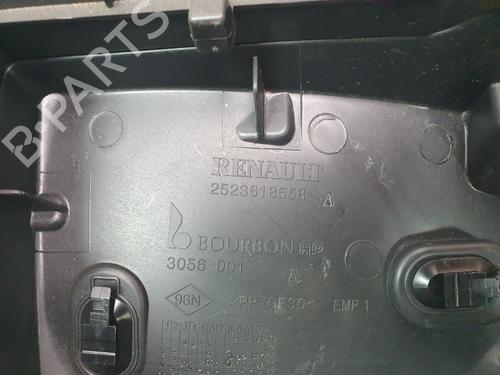 B-PARTS
RENAULT
252361855R A
BOURBON AP
3056 001 A
96N >PP-GF30< EMP 1